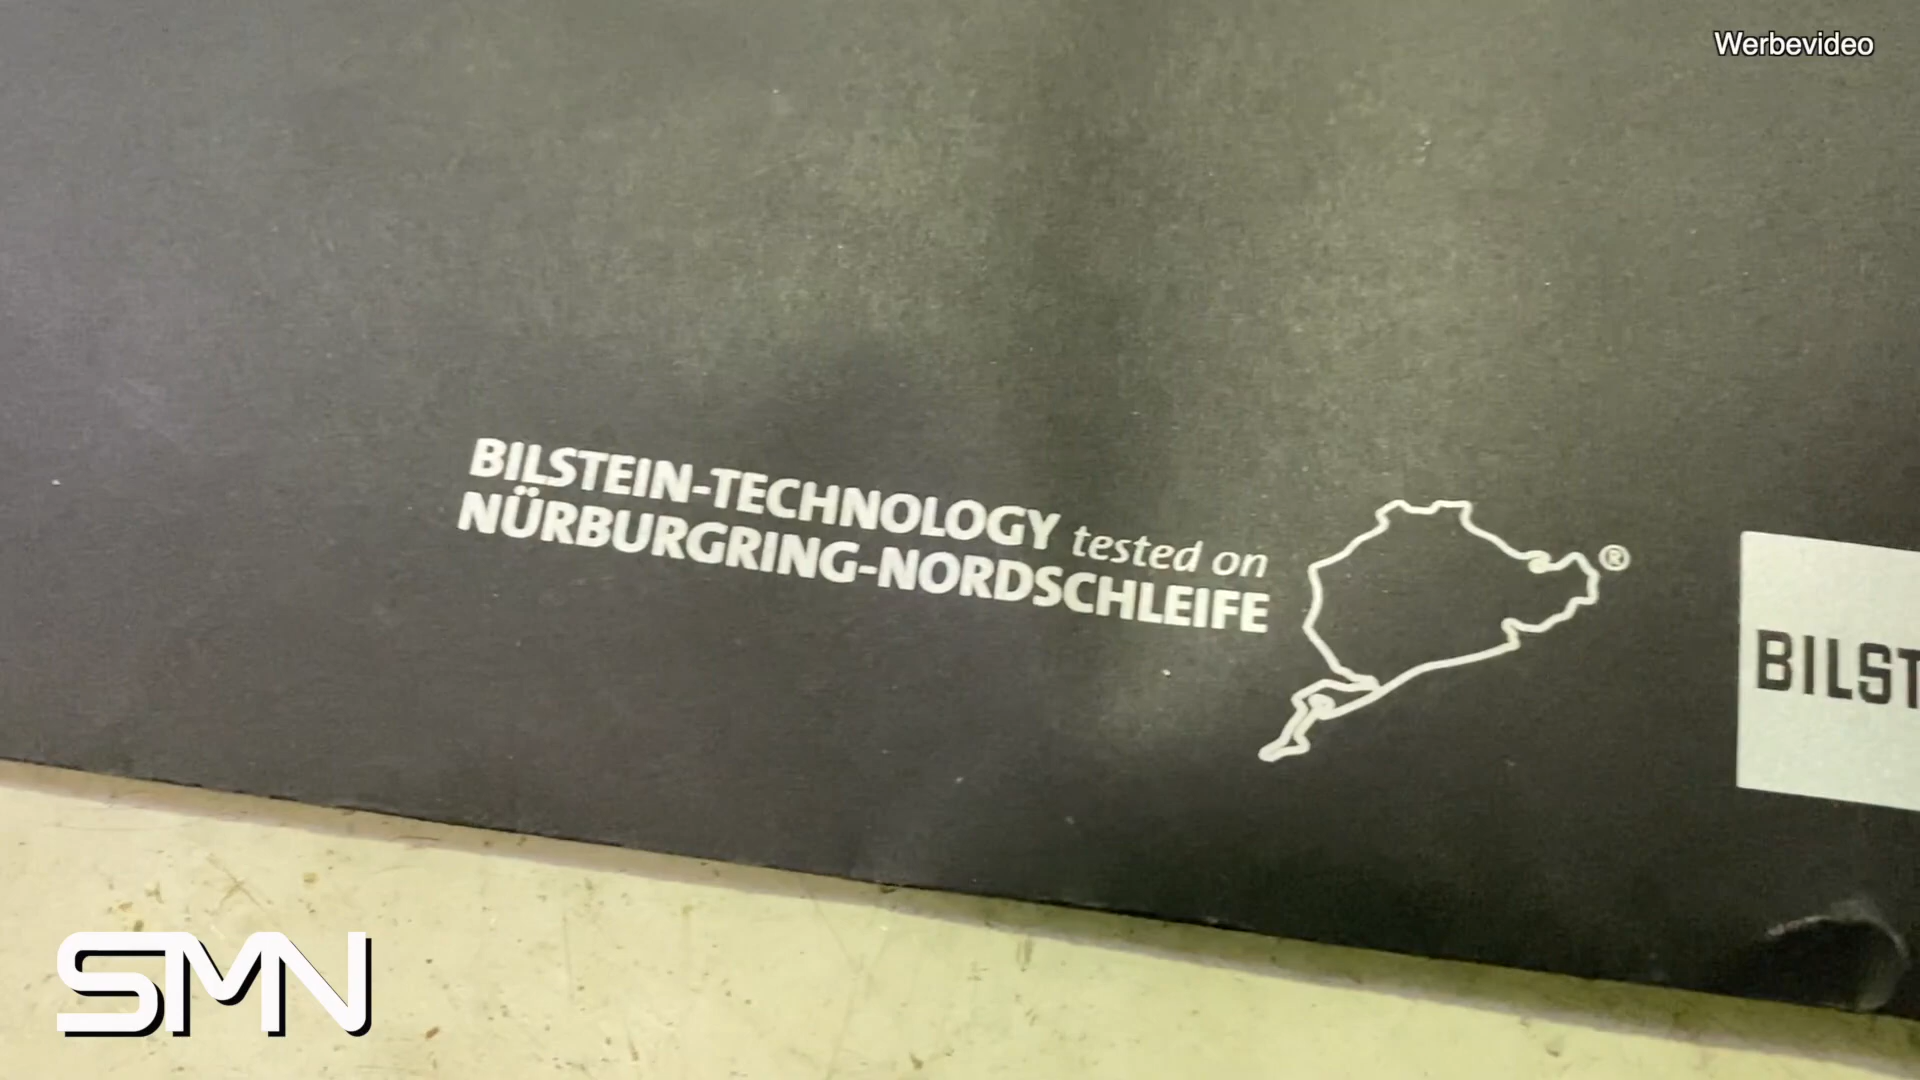 Werbevideo
BILSTEIN-TECHNOLOGY tested on
NÜRBURGRING-NORDSCHLEIFE
®
BILST
SMN